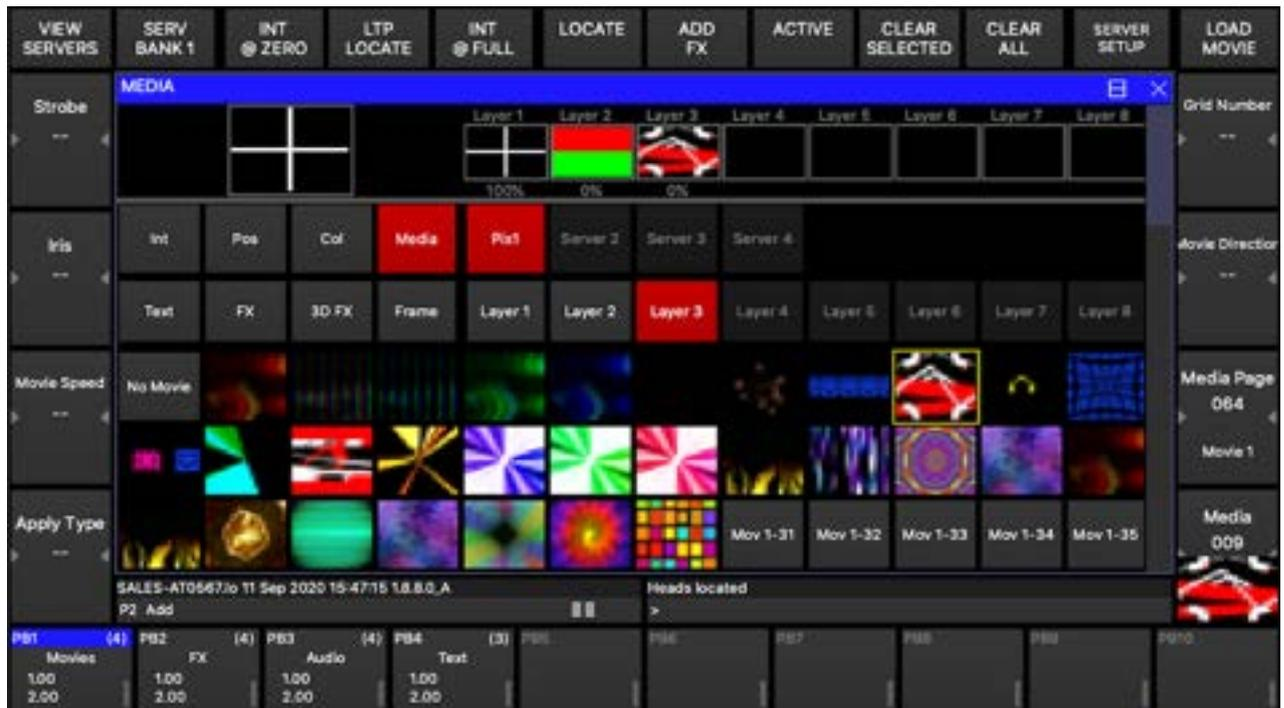 VIEW SERVERS
SERV BANK 1
INT @ ZERO
LTP LOCATE
INT @ FULL
LOCATE
ADD FX
ACTIVE
CLEAR SELECTED
CLEAR ALL
SERVER SETUP
LOAD MOVIE
Strobe
--
MEDIA
Grid Number
--
Layer 1 Layer 2 Layer 3 Layer 4 Layer 5 Layer 6 Layer 7 Layer 8
100% 0% 0%
Iris
--
Int Pos Col Media Pix1 Server 2 Server 3 Server 4
Movie Direction
--
Text FX 3D FX Frame Layer 1 Layer 2 Layer 3 Layer 4 Layer 5 Layer 6 Layer 7 Layer 8
Movie Speed
--
No Movie
Media Page
064
Movie 1
Apply Type
--
Mov 1-31 Mov 1-32 Mov 1-33 Mov 1-34 Mov 1-35
Media
009
SALES-AT0567.lo 11 Sep 2020 15:47:15 1.8.8.0_A
Heads located
P2 Add
>
PB1 (4) PB2 (4) PB3 (4) PB4 (3) PB5 PB6 PB7 PB8 PB9 PB10
Movies FX Audio Text
1.00 1.00 1.00 1.00
2.00 2.00 2.00 2.00